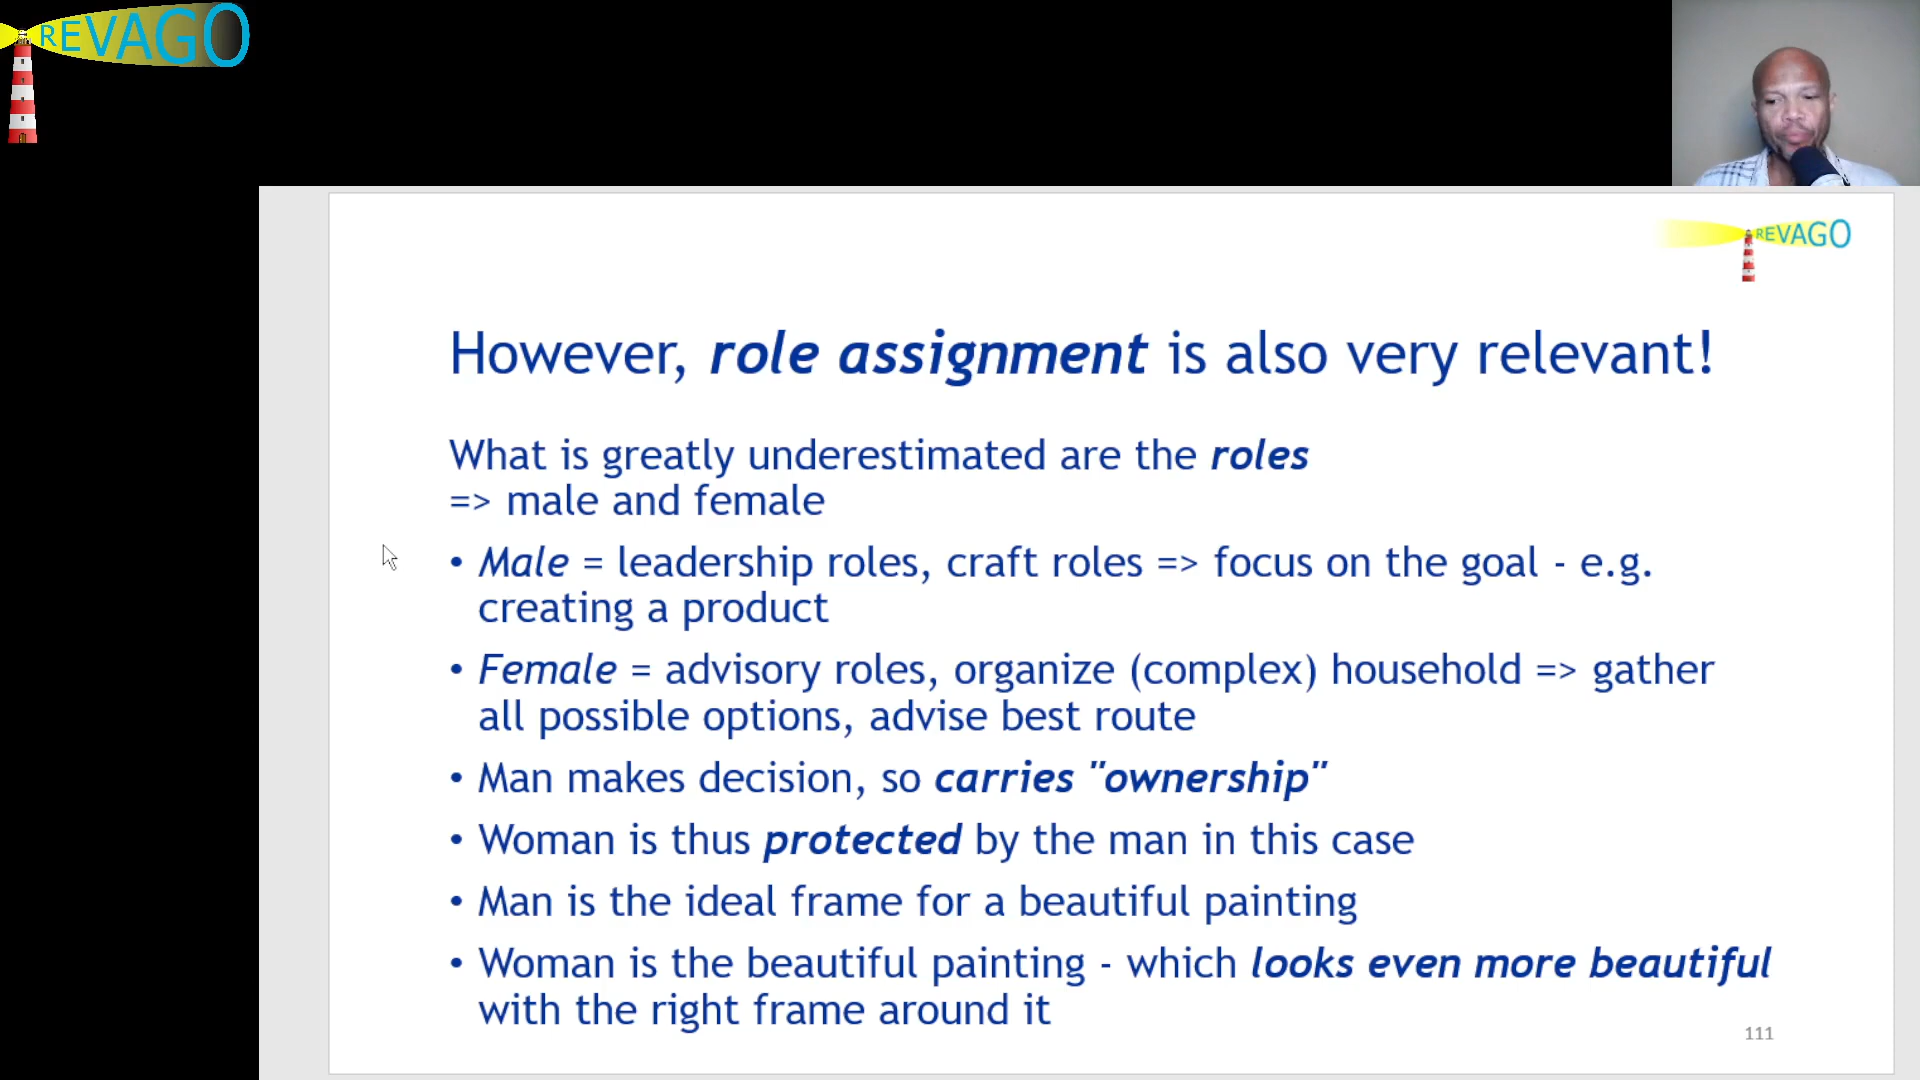 REVAGO
REVAGO
However, role assignment is also very relevant!
What is greatly underestimated are the roles
=> male and female
• Male = leadership roles, craft roles => focus on the goal - e.g.
creating a product
• Female = advisory roles, organize (complex) household => gather
all possible options, advise best route
• Man makes decision, so carries "ownership"
• Woman is thus protected by the man in this case
• Man is the ideal frame for a beautiful painting
• Woman is the beautiful painting - which looks even more beautiful
with the right frame around it
111